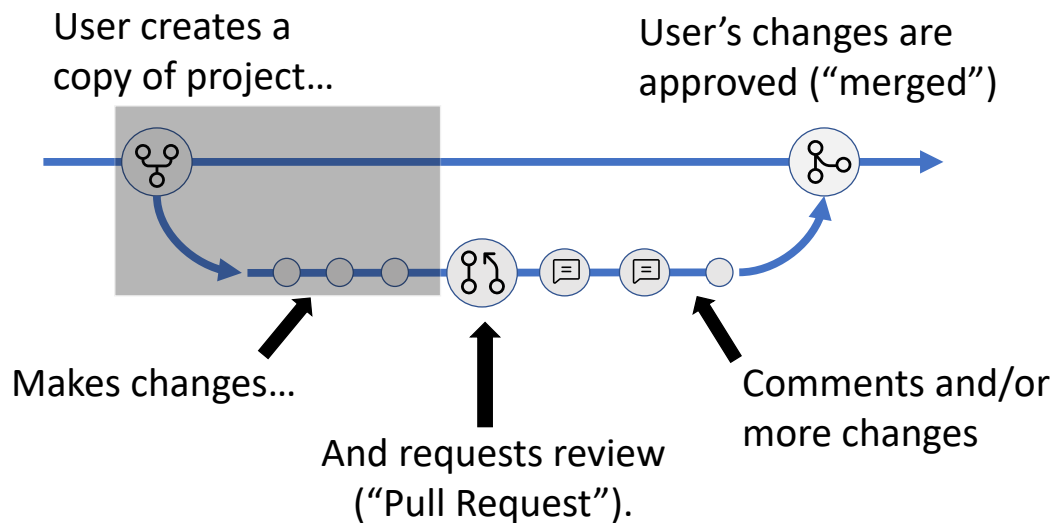 User creates a
copy of project…
User’s changes are
approved (“merged”)
Makes changes…
And requests review
(“Pull Request”).
Comments and/or
more changes